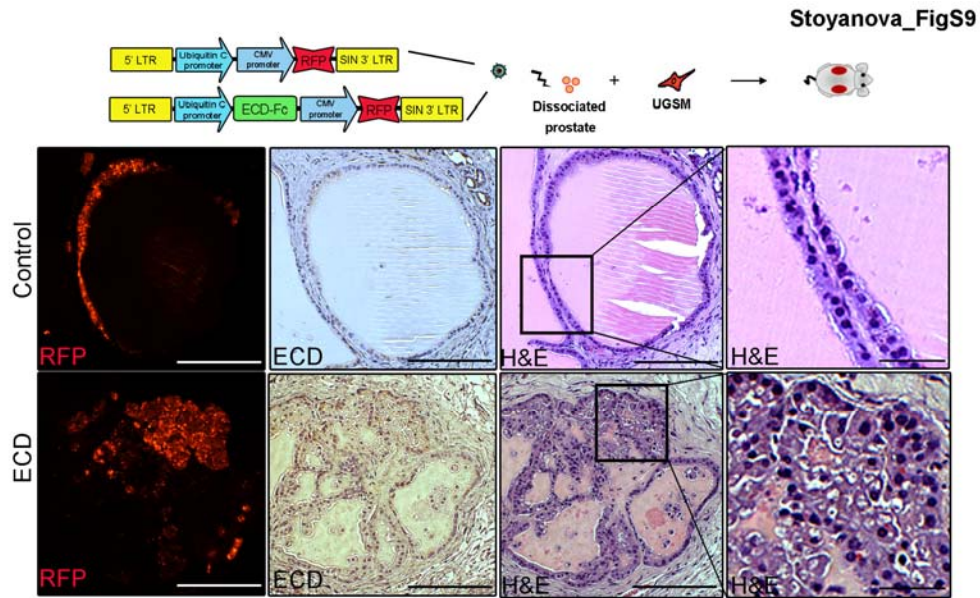 Stoyanova_FigS9
5' LTR
Ubiquitin C
promoter
CMV
promoter
RFP
SIN 3' LTR
5' LTR
Ubiquitin C
promoter
ECD-Fc
CMV
promoter
RFP
SIN 3' LTR
+
Dissociated
prostate
UGSM
Control
RFP
ECD
H&E
H&E
ECD
RFP
ECD
H&E
H&E